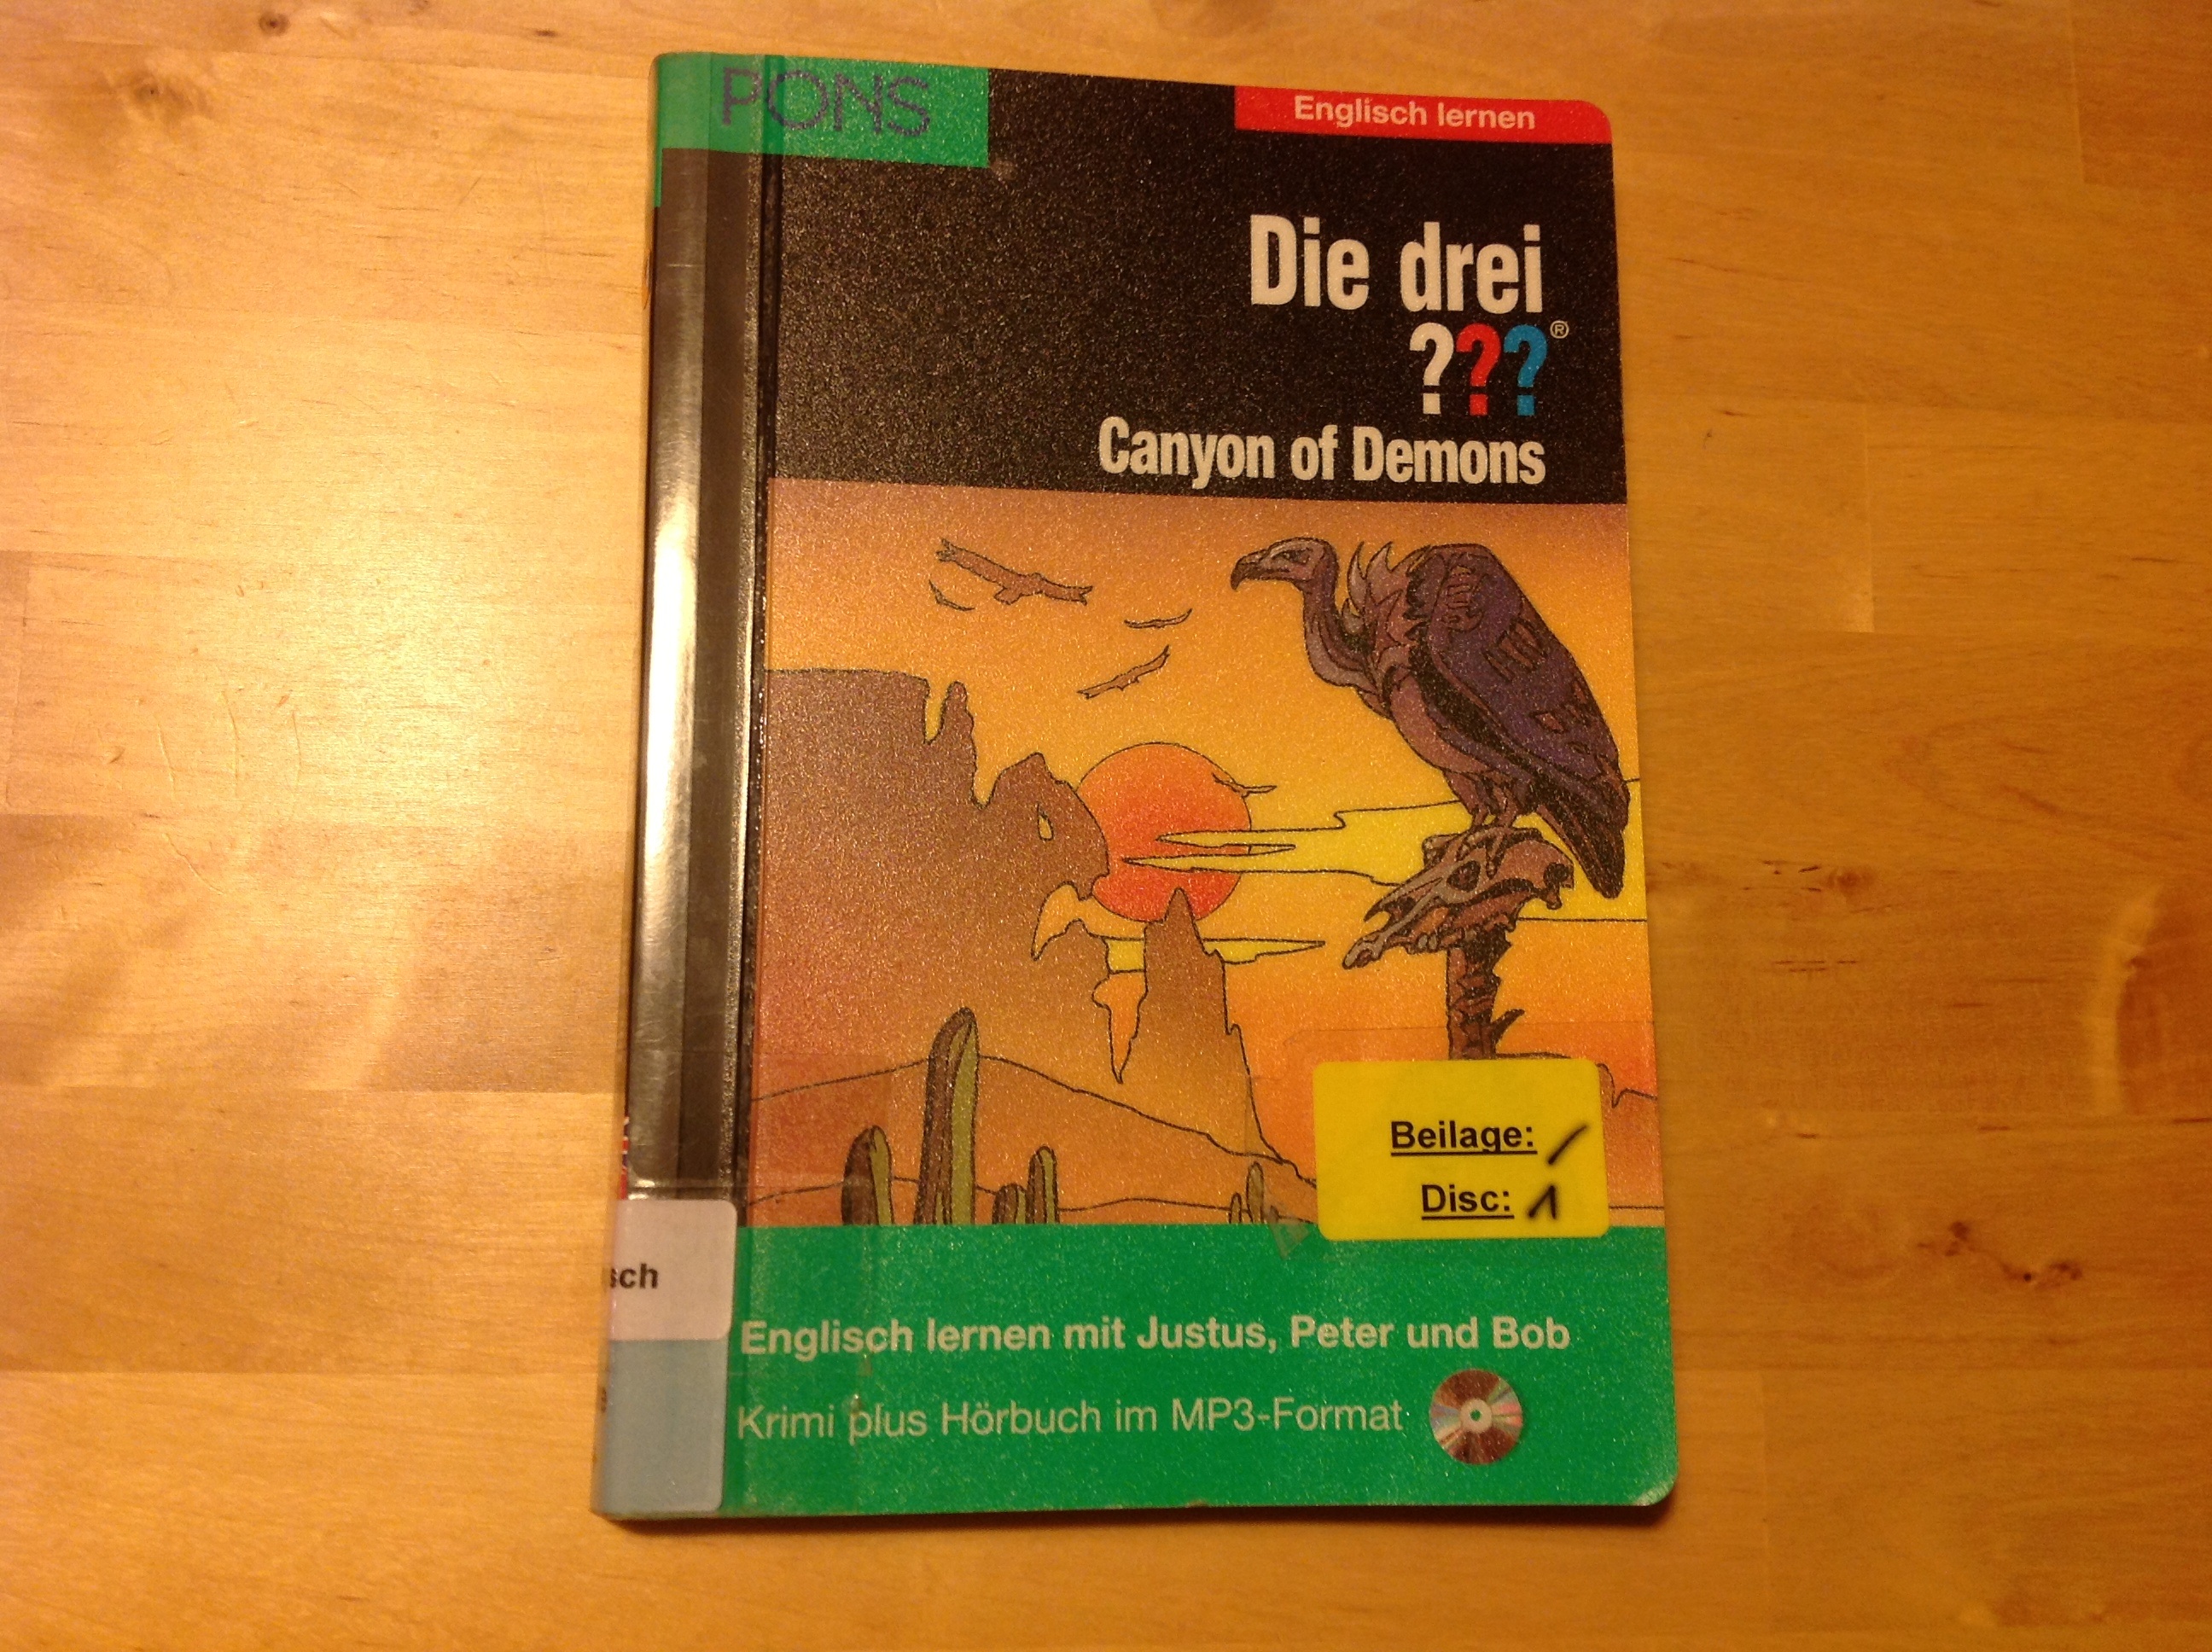 PONS
Englisch lernen
Die drei
???®
Canyon of Demons
Beilage: /
Disc: 1
sch
Englisch lernen mit Justus, Peter und Bob
Krimi plus Hörbuch im MP3-Format